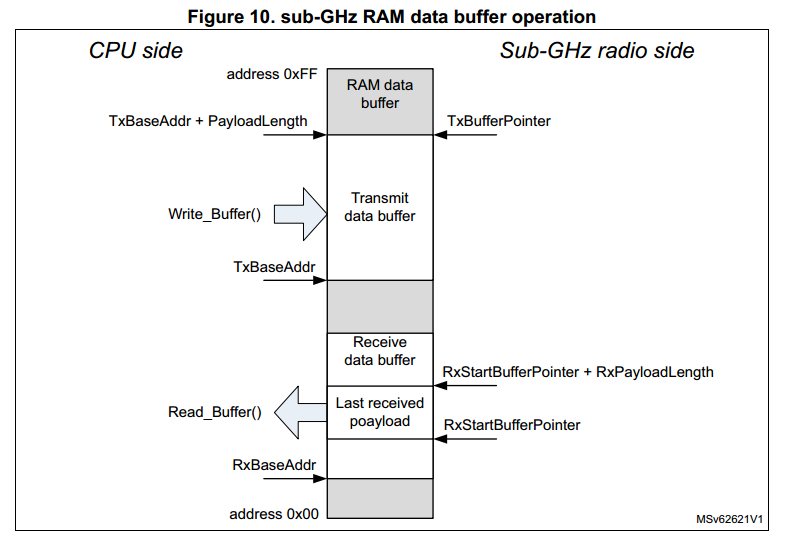 Figure 10. sub-GHz RAM data buffer operation
CPU side
Sub-GHz radio side
address 0xFF
RAM data
buffer
TxBaseAddr + PayloadLength
TxBufferPointer
Write_Buffer()
Transmit
data buffer
TxBaseAddr
Receive
data buffer
RxStartBufferPointer + RxPayloadLength
Read_Buffer()
Last received
poayload
RxStartBufferPointer
RxBaseAddr
address 0x00
MSv62621V1